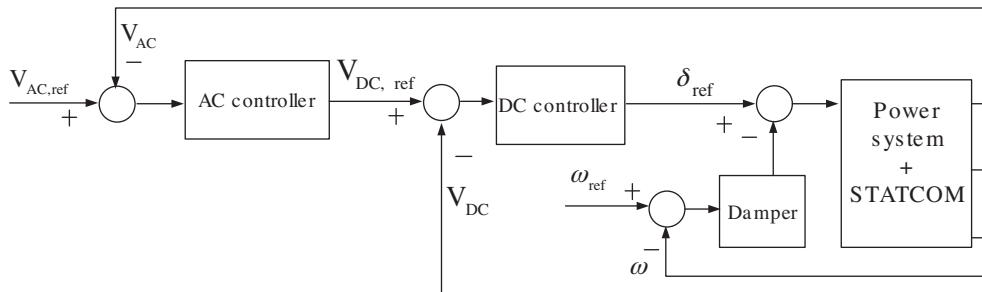 V_AC
−
V_AC,ref
+
AC controller
V_DC, ref
+
−
V_DC
DC controller
δ_ref
+
−
ω_ref
+
−
ω
Damper
Power
system
+
STATCOM